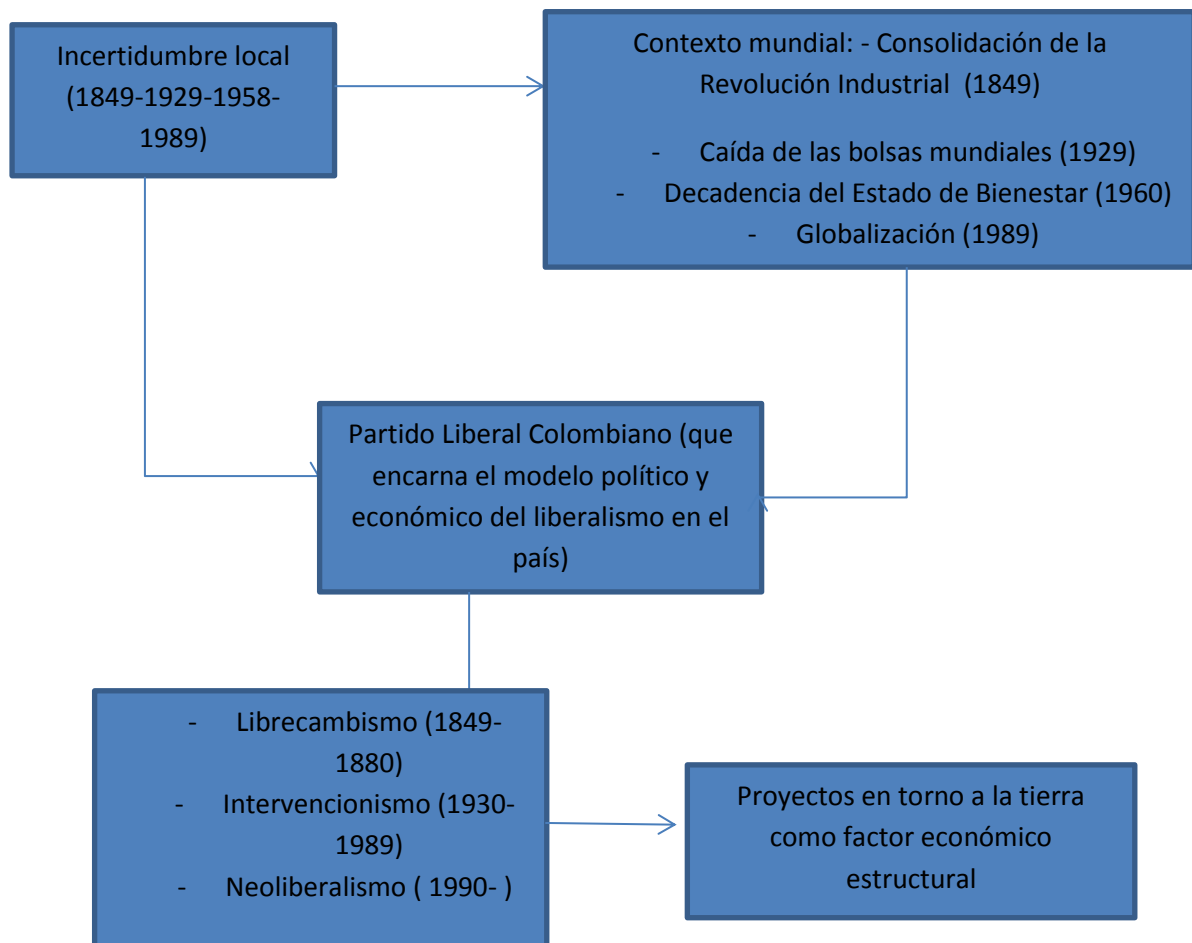 Incertidumbre local
(1849-1929-1958-
1989)
Contexto mundial: - Consolidación de la
Revolución Industrial (1849)
- Caída de las bolsas mundiales (1929)
- Decadencia del Estado de Bienestar (1960)
- Globalización (1989)
Partido Liberal Colombiano (que
encarna el modelo político y
económico del liberalismo en el
país)
- Librecambismo (1849-
1880)
- Intervencionismo (1930-
1989)
- Neoliberalismo ( 1990- )
Proyectos en torno a la tierra
como factor económico
estructural